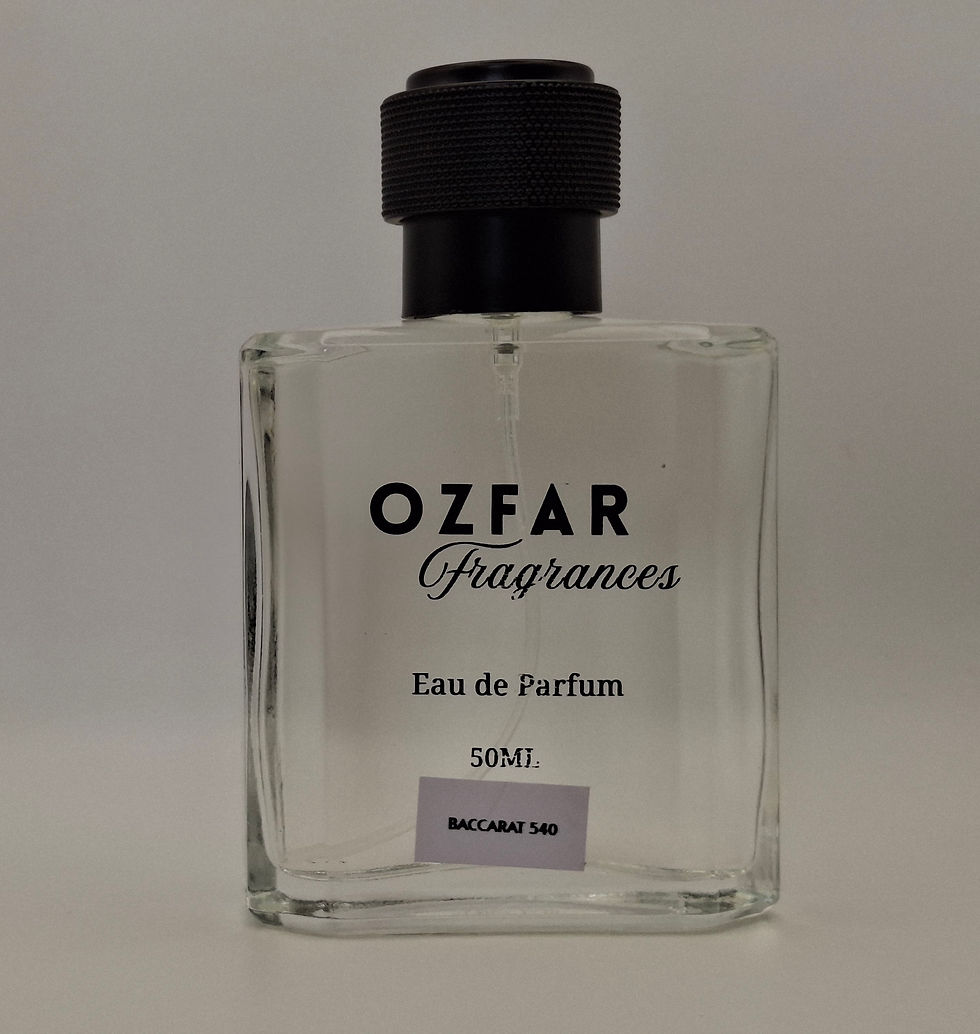 OZFAR
Fragrances
Eau de Parfum
50ML
BACCARAT 540